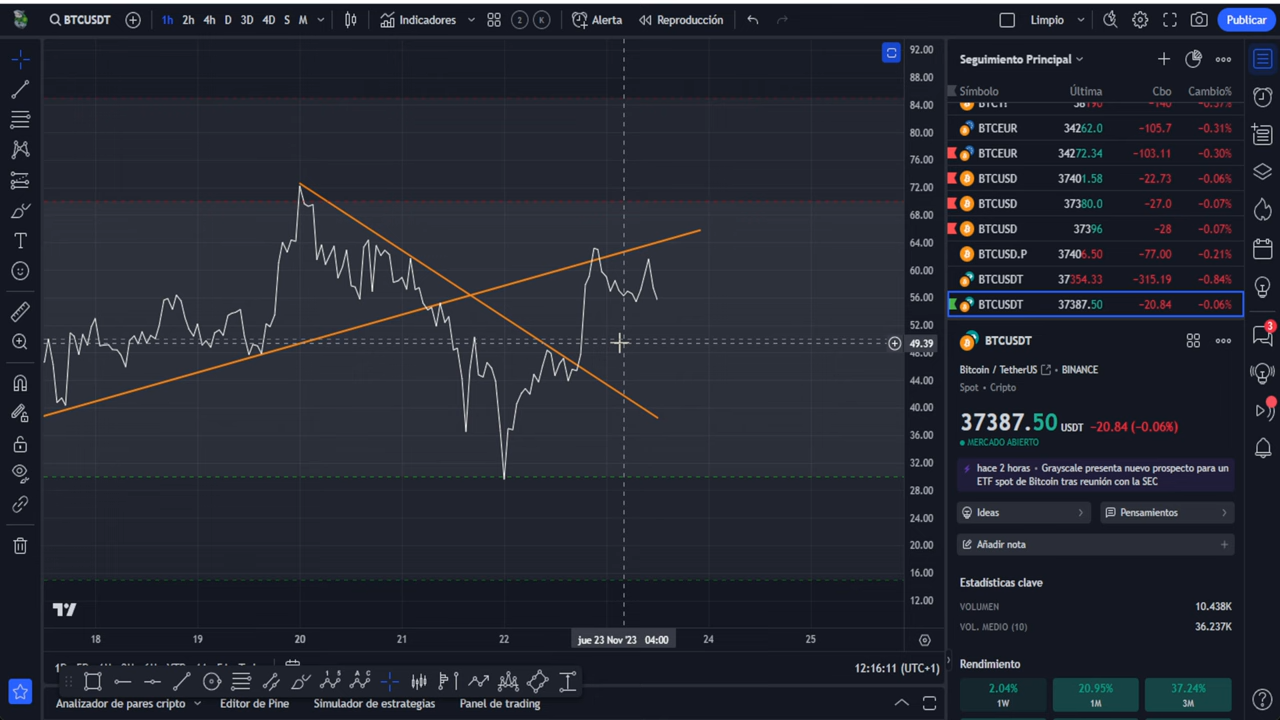 BTCUSDT
1h 2h 4h D 3D 4D S M
Indicadores
2 K
Alerta
Reproducción
Limpio
Publicar
92.00
88.00
84.00
80.00
76.00
72.00
68.00
64.00
60.00
56.00
52.00
49.39
48.00
44.00
40.00
36.00
32.00
28.00
24.00
20.00
16.00
12.00
18 19 20 21 22 jue 23 Nov '23 04:00 24 25
12:16:11 (UTC+1)
Analizador de pares cripto
Editor de Pine
Simulador de estrategias
Panel de trading
Seguimiento Principal
Símbolo Última Cbo Cambio%
BTCEUR 34262.0 −105.7 −0.31%
BTCEUR 34272.34 −103.11 −0.30%
BTCUSD 37401.58 −22.73 −0.06%
BTCUSD 37380.0 −27.0 −0.07%
BTCUSD 37396 −28 −0.07%
BTCUSD.P 37406.50 −77.00 −0.21%
BTCUSDT 37354.33 −315.19 −0.84%
BTCUSDT 37387.50 −20.84 −0.06%
BTCUSDT
Bitcoin / TetherUS • BINANCE
Spot • Cripto
37387.50 USDT −20.84 (−0.06%)
MERCADO ABIERTO
hace 2 horas • Grayscale presenta nuevo prospecto para un
ETF spot de Bitcoin tras reunión con la SEC
Ideas
Pensamientos
Añadir nota
Estadísticas clave
VOLUMEN 10.438K
VOL. MEDIO (10) 36.237K
Rendimiento
2.04% 20.95% 37.24%
1W 1M 3M
3